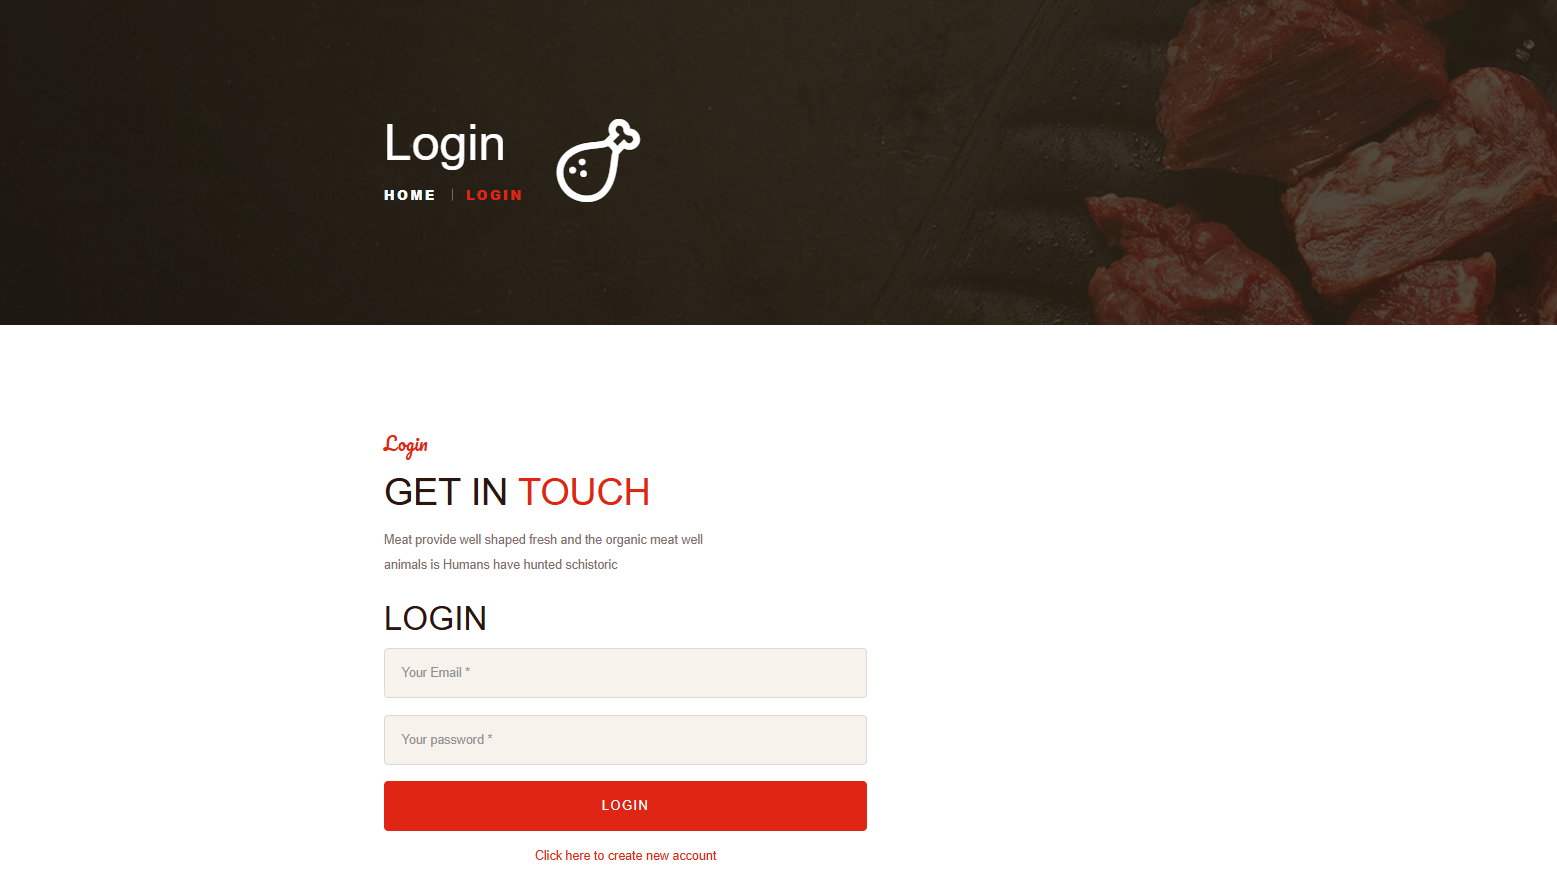 Login
HOME | LOGIN
Login
GET IN TOUCH
Meat provide well shaped fresh and the organic meat well
animals is Humans have hunted schistoric
LOGIN
Your Email *
Your password *
LOGIN
Click here to create new account